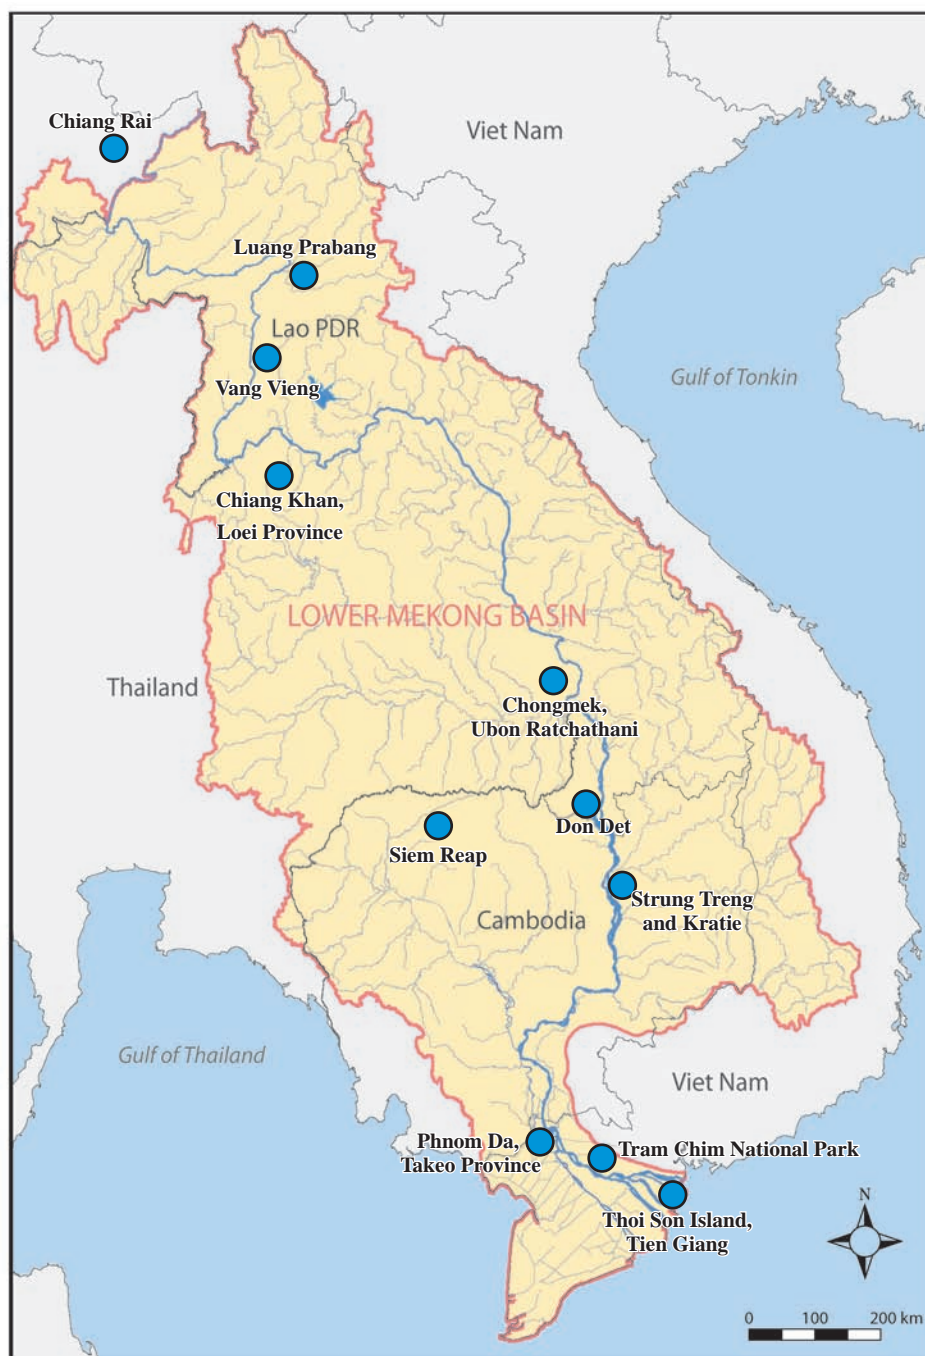 Chiang Rai
Viet Nam
Luang Prabang
Lao PDR
Vang Vieng
Gulf of Tonkin
Chiang Khan,
Loei Province
LOWER MEKONG BASIN
Thailand
Chongmek,
Ubon Ratchathani
Don Det
Siem Reap
Strung Treng
and Kratie
Cambodia
Gulf of Thailand
Viet Nam
Phnom Da,
Takeo Province
Tram Chim National Park
Thoi Son Island,
Tien Giang
N
0 100 200 km